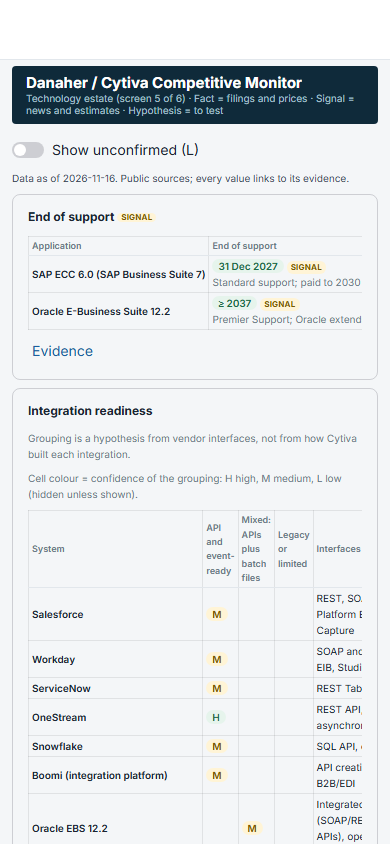 Danaher / Cytiva Competitive Monitor
Technology estate (screen 5 of 6) · Fact = filings and prices · Signal =
news and estimates · Hypothesis = to test
Show unconfirmed (L)
Data as of 2026-11-16. Public sources; every value links to its evidence.
End of support SIGNAL
Application End of support
SAP ECC 6.0 (SAP Business Suite 7) 31 Dec 2027 SIGNAL
Standard support; paid to 2030
Oracle E-Business Suite 12.2 ≥ 2037 SIGNAL
Premier Support; Oracle extend
Evidence
Integration readiness
Grouping is a hypothesis from vendor interfaces, not from how Cytiva
built each integration.
Cell colour = confidence of the grouping: H high, M medium, L low
(hidden unless shown).
System
API
and
event-
ready
Mixed:
APIs
plus
batch
files
Legacy
or
limited
Interfaces
Salesforce M
REST, SO
Platform E
Capture
Workday M
SOAP and
EIB, Studi
ServiceNow M REST Tab
OneStream H
REST API,
asynchron
Snowflake M SQL API,
Boomi (integration platform) M
API creati
B2B/EDI
Oracle EBS 12.2 M
Integrated
(SOAP/RE
APIs), ope